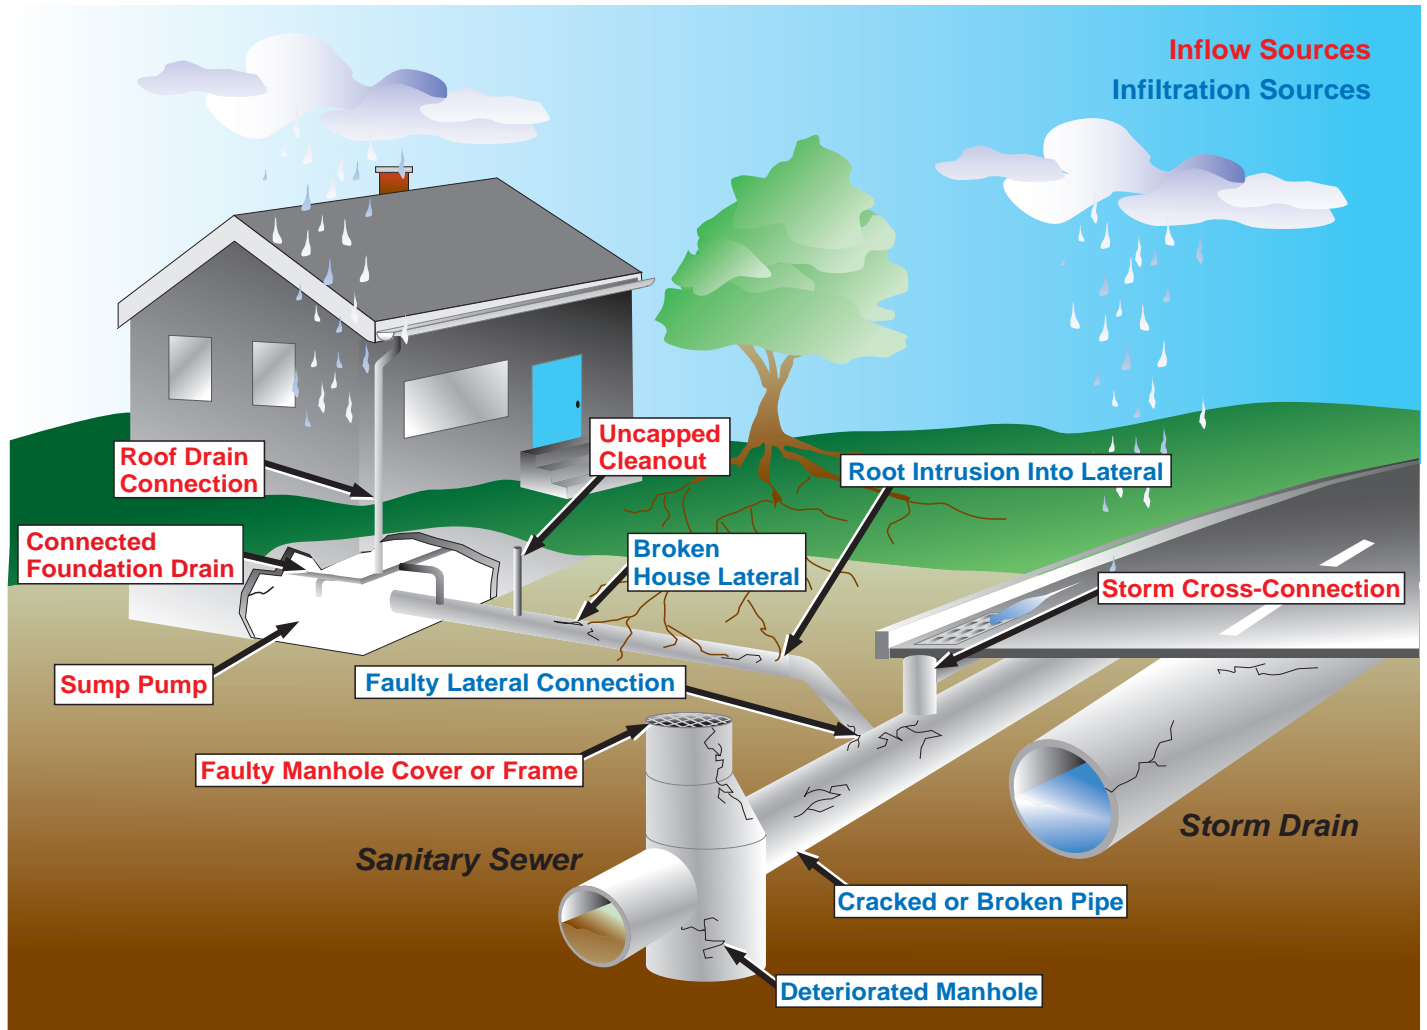 Inflow Sources
Infiltration Sources
Uncapped
Cleanout
Roof Drain
Connection
Root Intrusion Into Lateral
Connected
Foundation Drain
Broken
House Lateral
Storm Cross-Connection
Sump Pump
Faulty Lateral Connection
Faulty Manhole Cover or Frame
Storm Drain
Sanitary Sewer
Cracked or Broken Pipe
Deteriorated Manhole